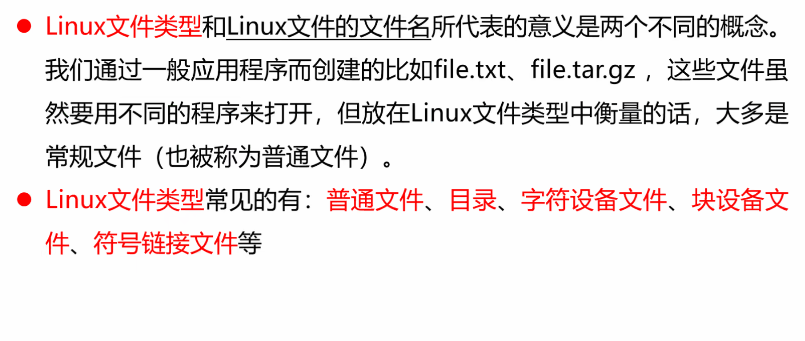 ● Linux文件类型和Linux文件的文件名所代表的意义是两个不同的概念。
我们通过一般应用程序而创建的比如file.txt、file.tar.gz ，这些文件虽
然要用不同的程序来打开，但放在Linux文件类型中衡量的话，大多是
常规文件（也被称为普通文件）。
● Linux文件类型常见的有：普通文件、目录、字符设备文件、块设备文
件、符号链接文件等